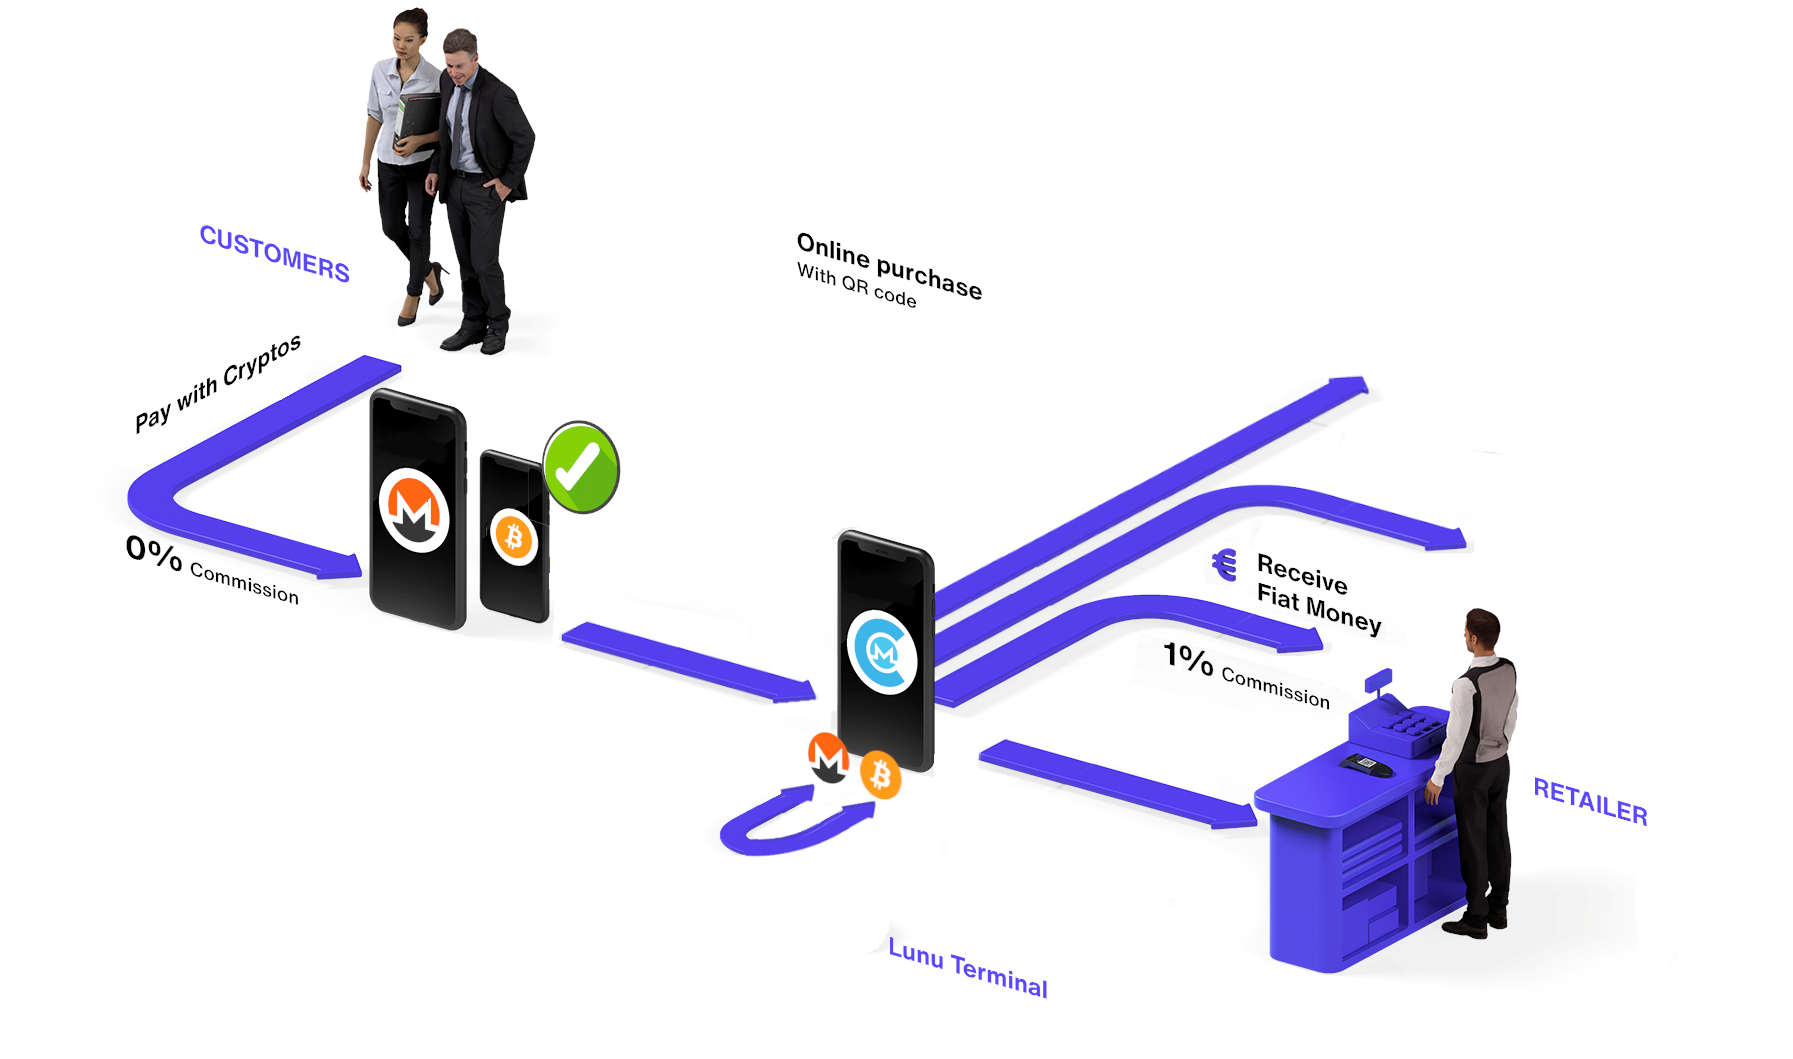 CUSTOMERS
Online purchase
With QR code
Pay with Cryptos
0% Commission
Receive
Fiat Money
1% Commission
RETAILER
Lunu Terminal